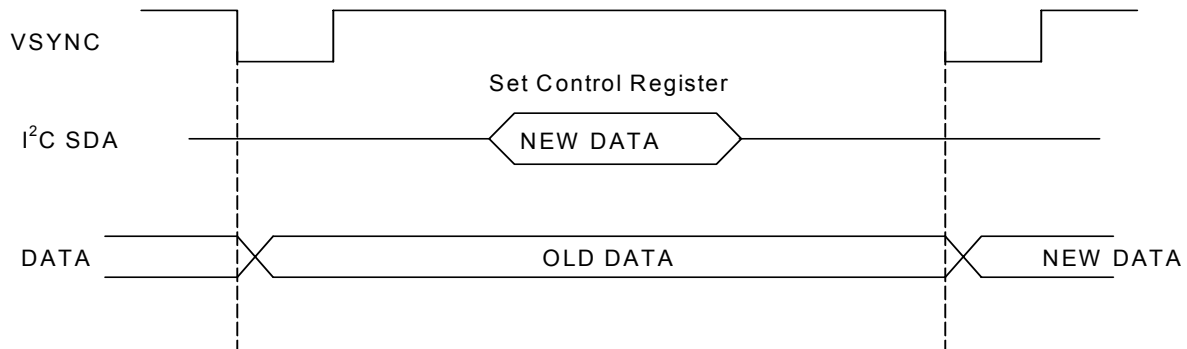 VSYNC
Set Control Register
I²C SDA
NEW DATA
DATA
OLD DATA
NEW DATA